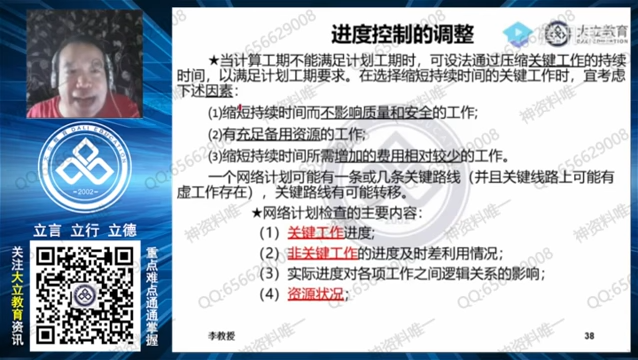 进度控制的调整
大立教育
DALI EDUCATION
★当计算工期不能满足计划工期时，可设法通过压缩关键工作的持续
时间，以满足计划工期要求。在选择缩短持续时间的关键工作时，宜考虑
下述因素：
⑴缩短持续时间而不影响质量和安全的工作;
⑵有充足备用资源的工作;
⑶缩短持续时间所需增加的费用相对较少的工作。
一个网络计划可能有一条或几条关键路线（并且关键线路上可能有
虚工作存在），关键路线有可能转移。
★网络计划检查的主要内容：
（1）关键工作进度；
（2）非关键工作的进度及时差利用情况；
（3）实际进度对各项工作之间逻辑关系的影响；
（4）资源状况；
李教授
38
DALI EDUCATION
2002
立言 立行 立德
关注大立教育资讯
重点难点通通掌握
QQ:656629008
神资料唯一